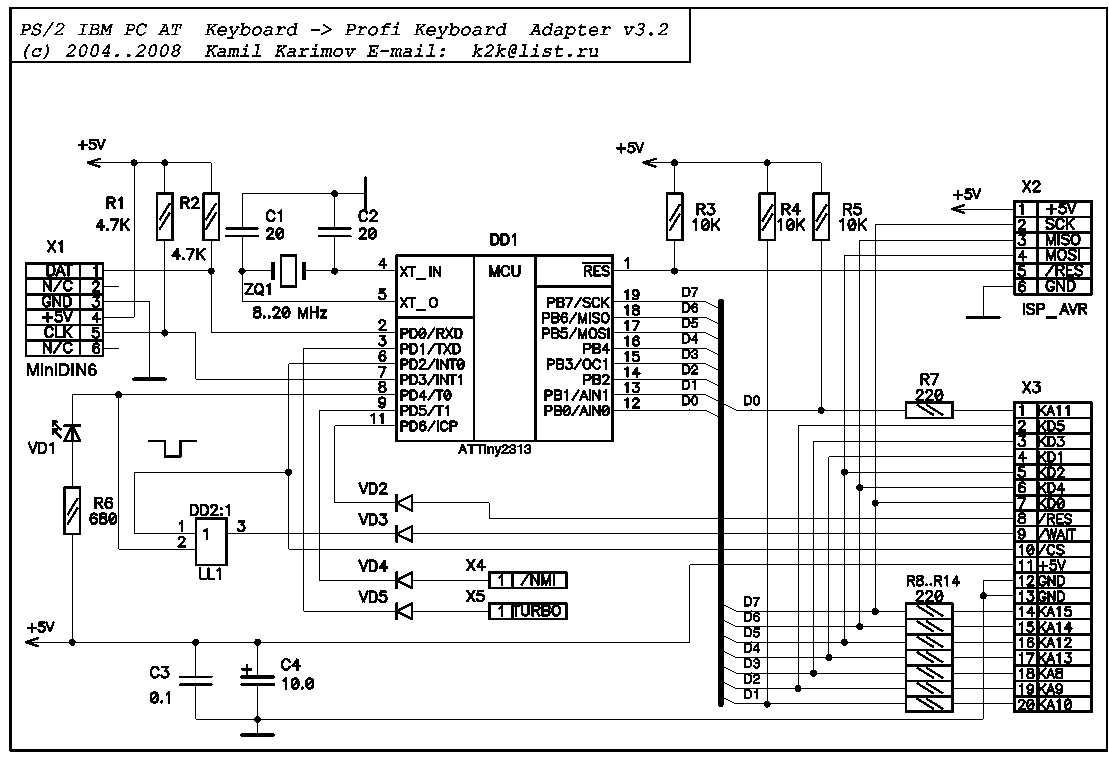 PS/2 IBM PC AT Keyboard -> Profi Keyboard Adapter v3.2
(c) 2004..2008 Kamil Karimov E-mail: k2k@list.ru
+5V
R1
4.7K
R2
4.7K
C1
20
C2
20
ZQ1
8..20 MHz
X1
DAT 1
N/C 2
GND 3
+5V 4
CLK 5
N/C 6
MiniDIN6
DD1
MCU
4 XT_IN
5 XT_O
2 PD0/RXD
3 PD1/TXD
6 PD2/INT0
7 PD3/INT1
8 PD4/T0
9 PD5/T1
11 PD6/ICP
RES 1
PB7/SCK 19 D7
PB6/MISO 18 D6
PB5/MOSI 17 D5
PB4 16 D4
PB3/OC1 15 D3
PB2 14 D2
PB1/AIN1 13 D1
PB0/AIN0 12 D0
ATTiny2313
+5V
R3
10K
R4
10K
R5
10K
+5V
X2
1 +5V
2 SCK
3 MISO
4 MOSI
5 /RES
6 GND
ISP_AVR
D0
R7
220
X3
1 KA11
2 KD5
3 KD3
4 KD1
5 KD2
6 KD4
7 KD0
8 /RES
9 /WAIT
10 /CS
11 +5V
12 GND
13 GND
14 KA15
15 KA14
16 KA12
17 KA13
18 KA8
19 KA9
20 KA10
R8..R14
220
D7
D6
D5
D4
D3
D2
D1
VD1
R6
680
DD2:1
1
2
1
3
LL1
VD2
VD3
VD4
X4
1 /NMI
VD5
X5
1 TURBO
+5V
C3
0.1
+
C4
10.0